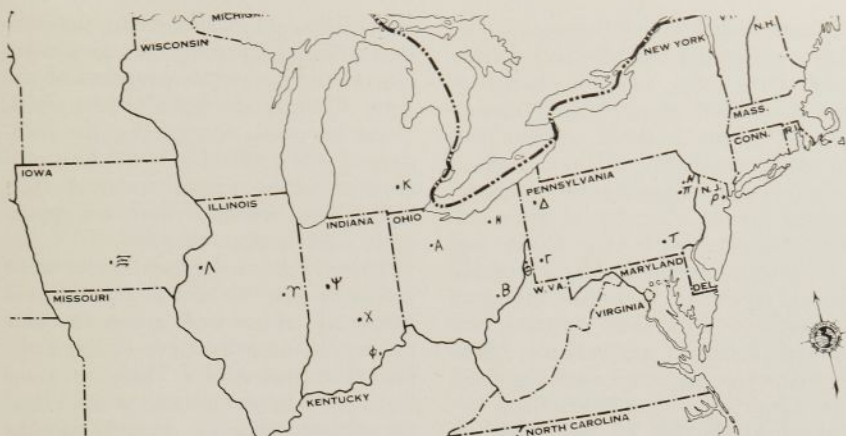 MICHIGAN
WISCONSIN
NEW YORK
VT.
N.H.
MASS.
CONN.
R.I.
IOWA
ILLINOIS
INDIANA
OHIO
PENNSYLVANIA
N.J.
MISSOURI
W. VA.
MARYLAND
D.C.
DEL.
VIRGINIA
KENTUCKY
NORTH CAROLINA
K
Δ
π
ρ
A
Ξ
Λ
Υ
Ψ
Γ
T
B
X
Φ